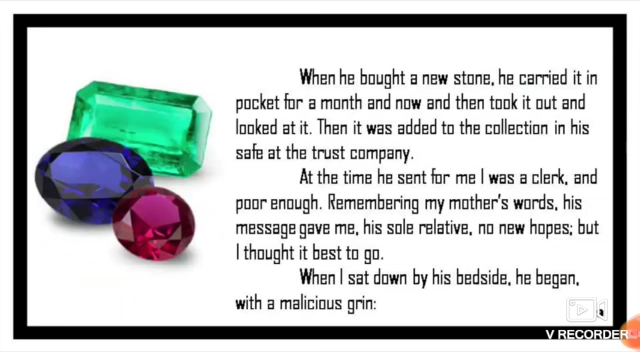 When he bought a new stone, he carried it in
pocket for a month and now and then took it out and
looked at it. Then it was added to the collection in his
safe at the trust company.
At the time he sent for me I was a clerk, and
poor enough. Remembering my mother's words, his
message gave me, his sole relative, no new hopes; but
I thought it best to go.
When I sat down by his bedside, he began,
with a malicious grin:
V RECORDER